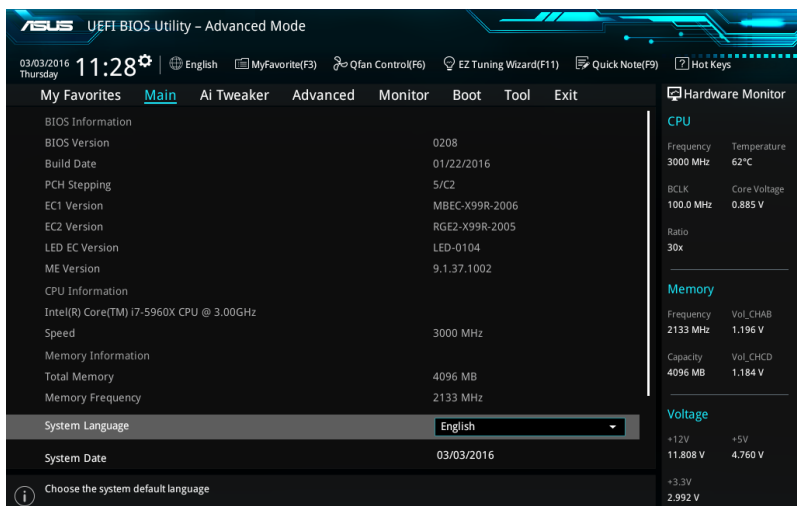 ASUS UEFI BIOS Utility – Advanced Mode
03/03/2016 Thursday 11:28 English MyFavorite(F3) Qfan Control(F6) EZ Tuning Wizard(F11) Quick Note(F9) ? Hot Keys
My Favorites Main Ai Tweaker Advanced Monitor Boot Tool Exit
BIOS Information
BIOS Version 0208
Build Date 01/22/2016
PCH Stepping 5/C2
EC1 Version MBEC-X99R-2006
EC2 Version RGE2-X99R-2005
LED EC Version LED-0104
ME Version 9.1.37.1002
CPU Information
Intel(R) Core(TM) i7-5960X CPU @ 3.00GHz
Speed 3000 MHz
Memory Information
Total Memory 4096 MB
Memory Frequency 2133 MHz
System Language English
System Date 03/03/2016
Choose the system default language
Hardware Monitor
CPU
Frequency Temperature
3000 MHz 62°C
BCLK Core Voltage
100.0 MHz 0.885 V
Ratio
30x
Memory
Frequency Vol_CHAB
2133 MHz 1.196 V
Capacity Vol_CHCD
4096 MB 1.184 V
Voltage
+12V +5V
11.808 V 4.760 V
+3.3V
2.992 V